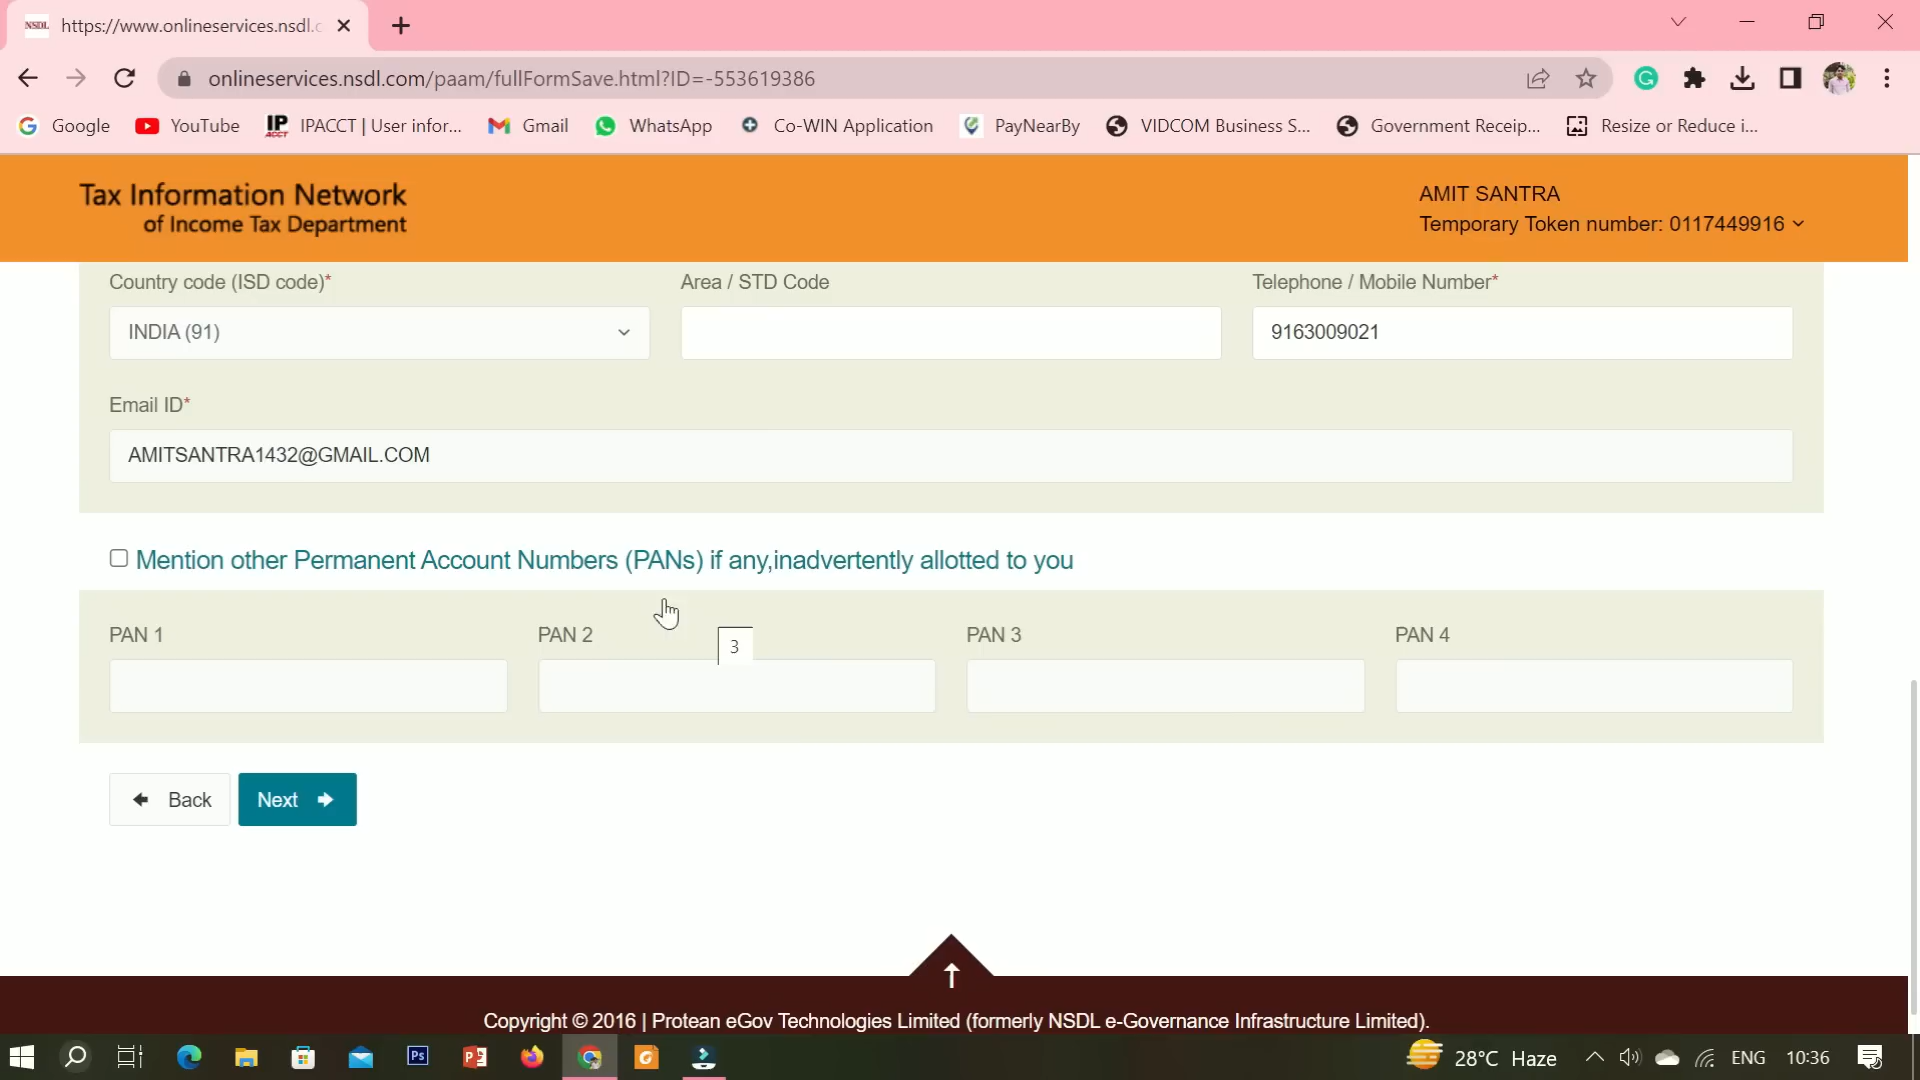 NSDL https://www.onlineservices.nsdl.c
onlineservices.nsdl.com/paam/fullFormSave.html?ID=-553619386
G
Google YouTube IP ACCT IPACCT | User infor... Gmail WhatsApp Co-WIN Application PayNearBy VIDCOM Business S... Government Receip... Resize or Reduce i...
Tax Information Network
of Income Tax Department
AMIT SANTRA
Temporary Token number: 0117449916
Country code (ISD code)* Area / STD Code Telephone / Mobile Number*
INDIA (91) 9163009021
Email ID*
AMITSANTRA1432@GMAIL.COM
Mention other Permanent Account Numbers (PANs) if any,inadvertently allotted to you
PAN 1 PAN 2 PAN 3 PAN 4
3
Back Next
Copyright © 2016 | Protean eGov Technologies Limited (formerly NSDL e-Governance Infrastructure Limited).
Ps 28°C Haze ENG 10:36